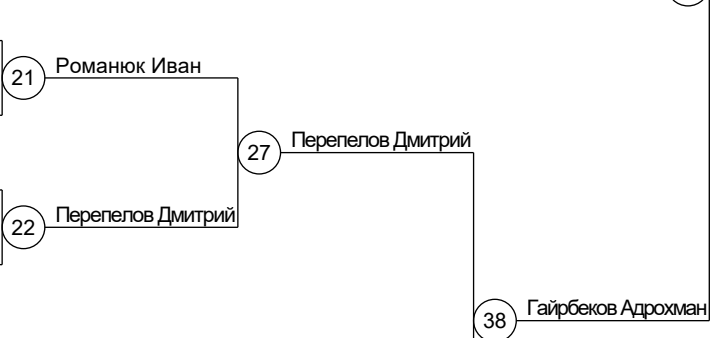 21 Романюк Иван
27 Перепелов Дмитрий
22 Перепелов Дмитрий
38 Гайрбеков Адрохман